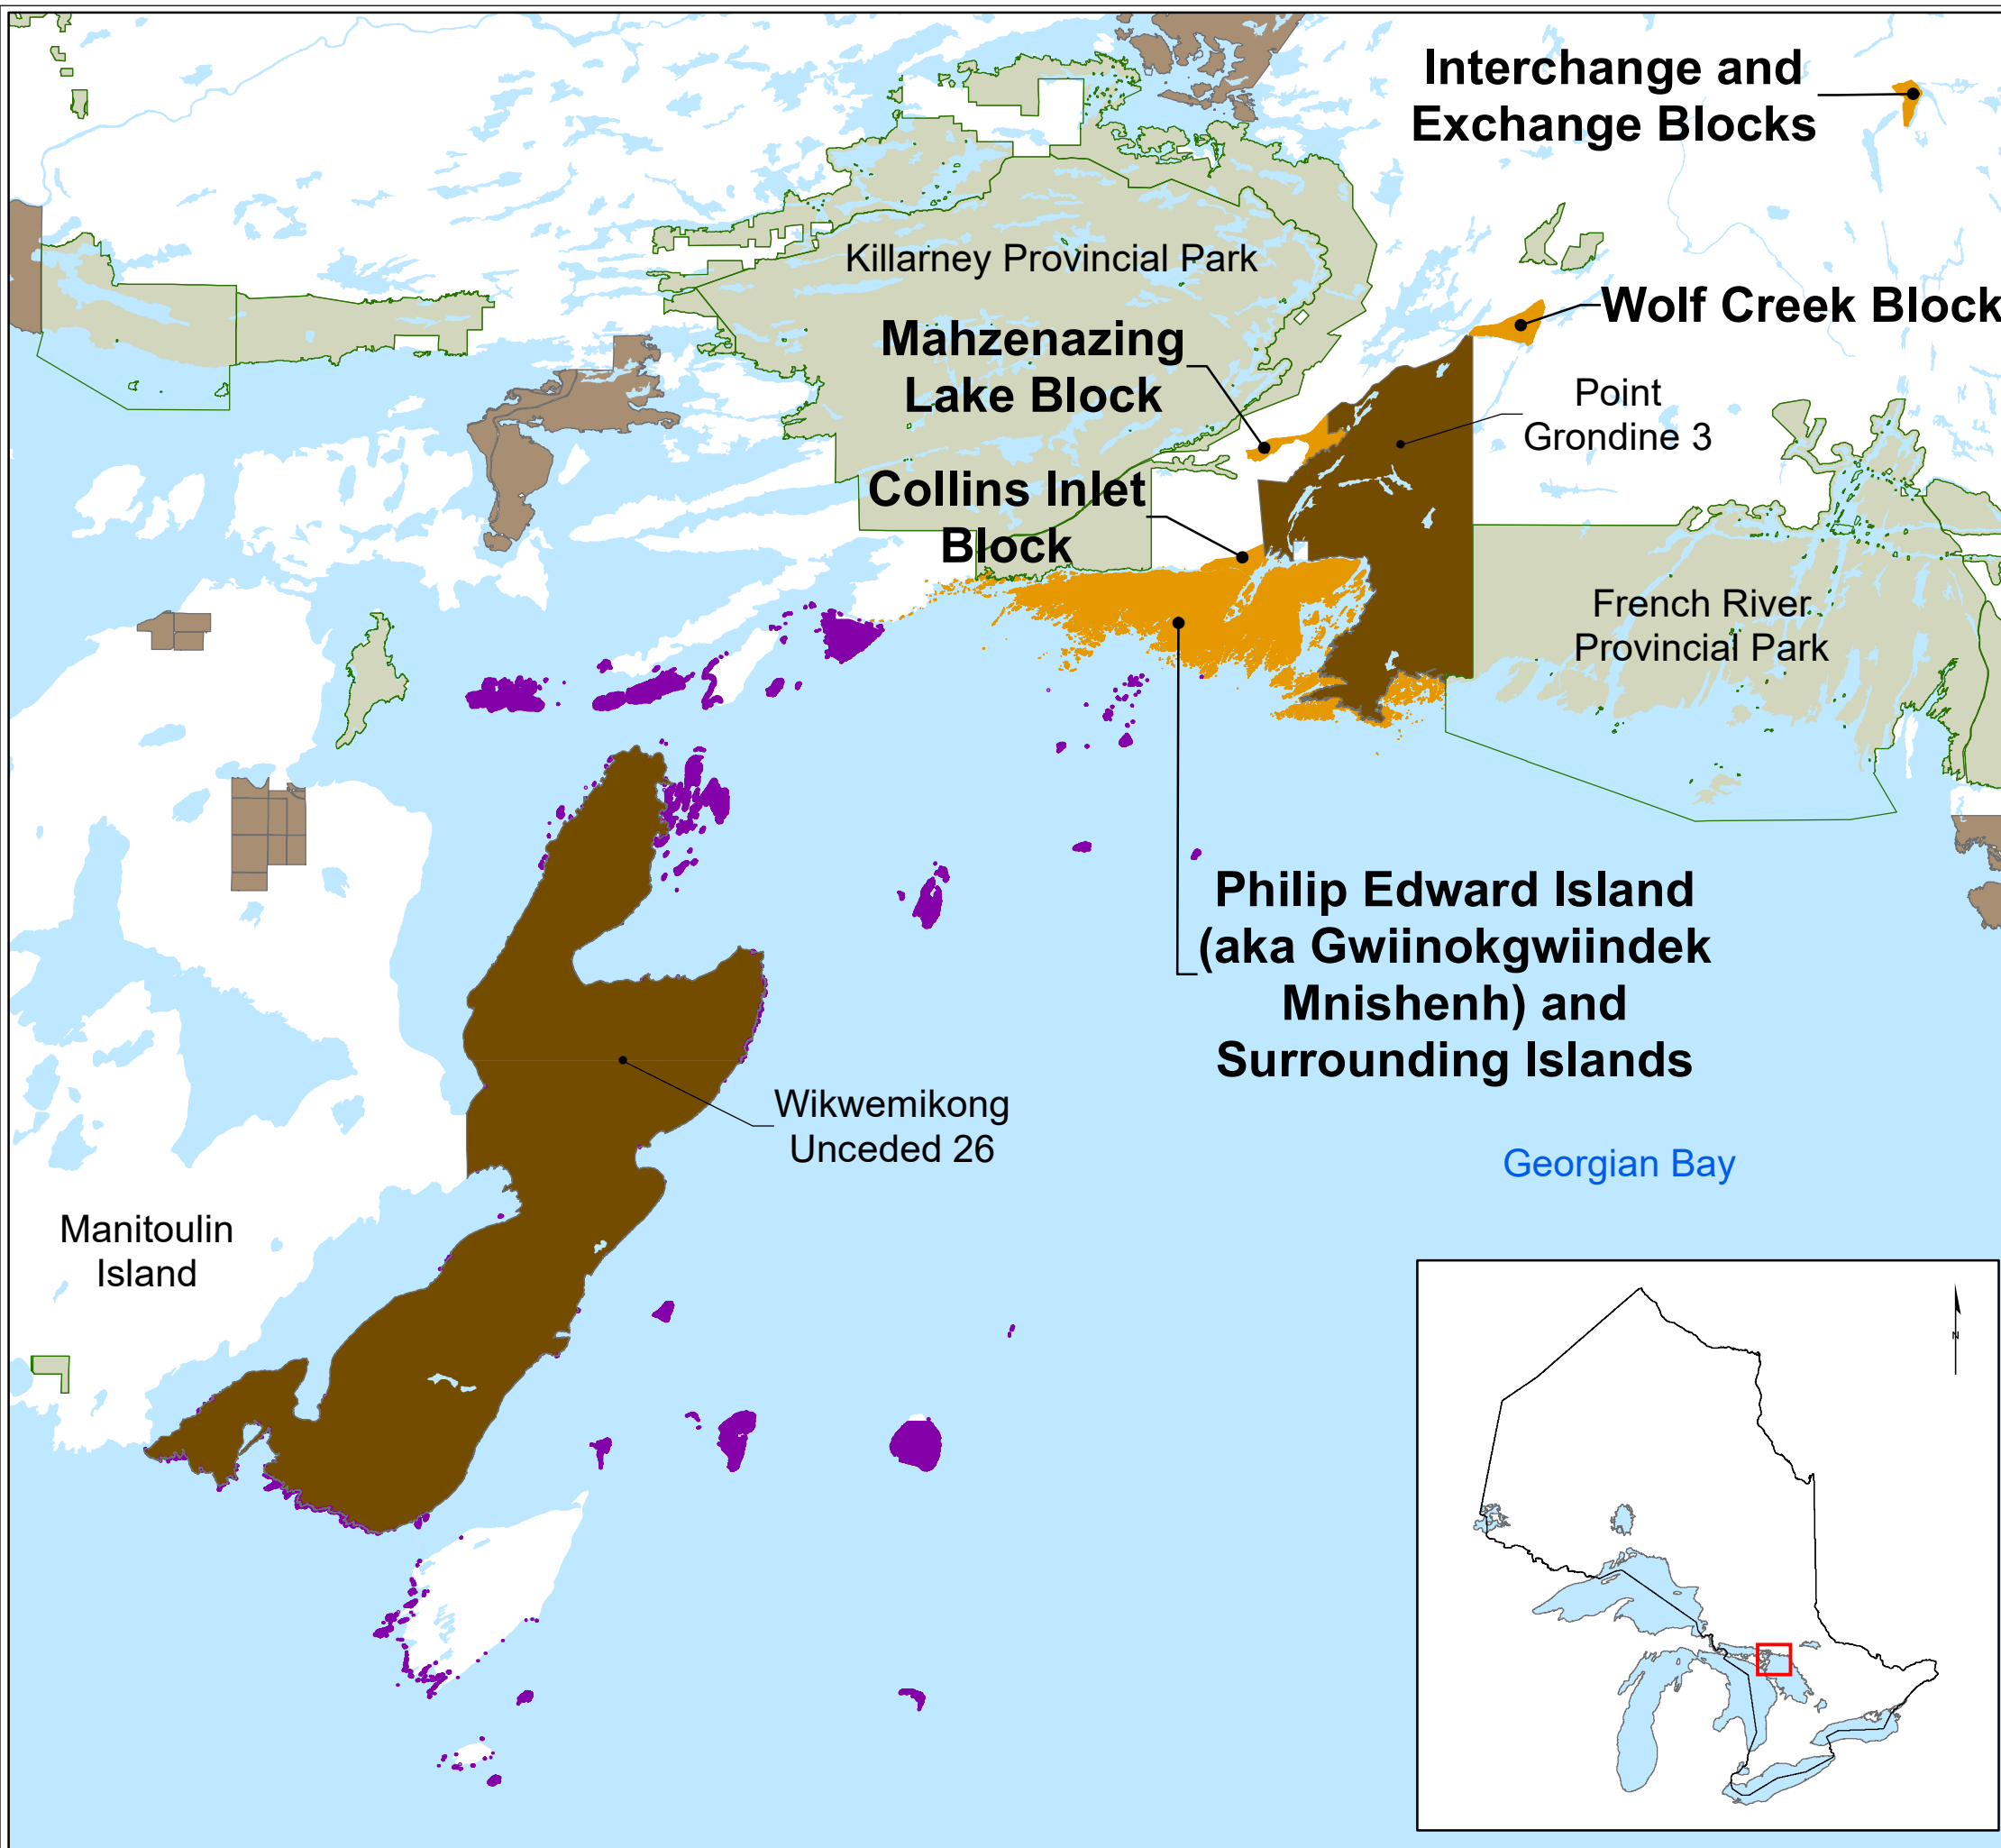 Interchange and
Exchange Blocks
Killarney Provincial Park
Wolf Creek Block
Mahzenazing
Lake Block
Point
Grondine 3
Collins Inlet
Block
French River
Provincial Park
Philip Edward Island
(aka Gwiinokgwiindek
Mnishenh) and
Surrounding Islands
Wikwemikong
Unceded 26
Georgian Bay
Manitoulin
Island
N